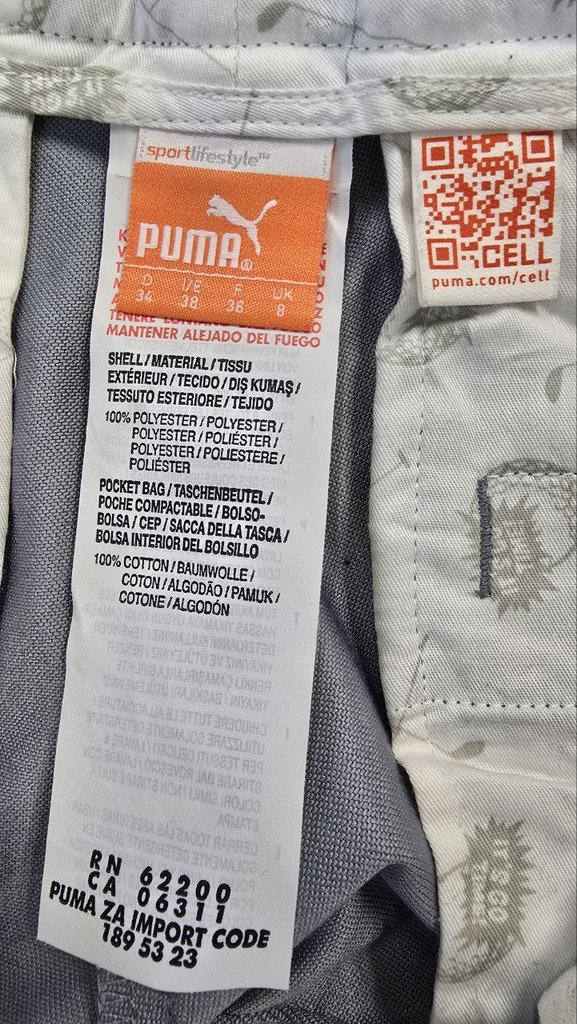 sportlifestyle™
PUMA®
D I/E F UK
34 38 36 8
MANTENER ALEJADO DEL FUEGO
SHELL / MATERIAL / TISSU
EXTÉRIEUR / TECIDO / DIŞ KUMAŞ /
TESSUTO ESTERIORE / TEJIDO
100% POLYESTER / POLYESTER /
POLYESTER / POLIÉSTER /
POLYESTER / POLIESTERE /
POLIÉSTER
POCKET BAG / TASCHENBEUTEL /
POCHE COMPACTABLE / BOLSO-
BOLSA / CEP / SACCA DELLA TASCA /
BOLSA INTERIOR DEL BOLSILLO
100% COTTON / BAUMWOLLE /
COTON / ALGODÃO / PAMUK /
COTONE / ALGODÓN
RN 62200
CA 06311
PUMA ZA IMPORT CODE
189 53 23
CELL
puma.com/cell